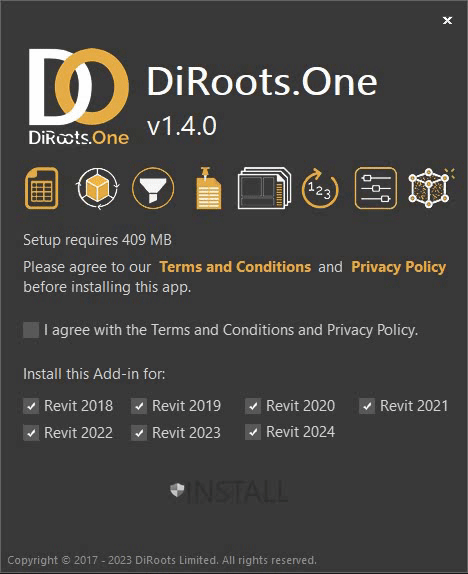 DiRoots.One
DiRoots.One
v1.4.0
123
Setup requires 409 MB
Please agree to our Terms and Conditions and Privacy Policy
before installing this app.
I agree with the Terms and Conditions and Privacy Policy.
Install this Add-in for:
Revit 2018 Revit 2019 Revit 2020 Revit 2021
Revit 2022 Revit 2023 Revit 2024
INSTALL
Copyright © 2017 - 2023 DiRoots Limited. All rights reserved.